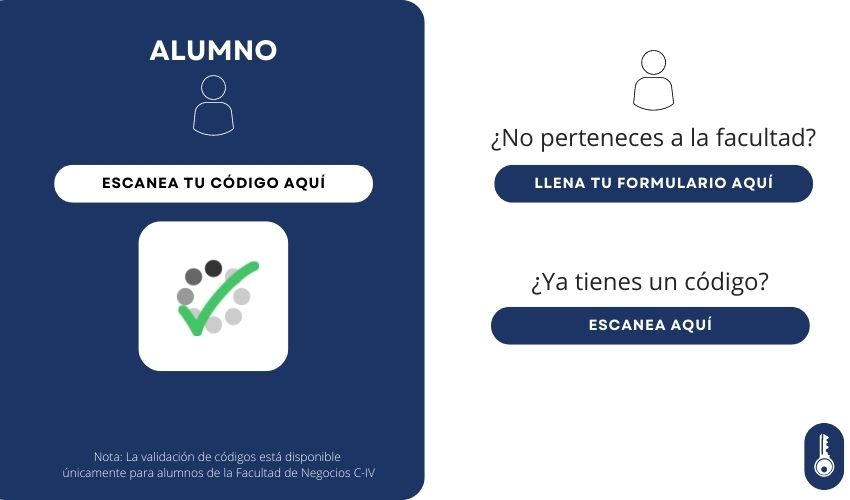 ALUMNO
ESCANEA TU CÓDIGO AQUÍ
Nota: La validación de códigos está disponible
únicamente para alumnos de la Facultad de Negocios C-IV
¿No perteneces a la facultad?
LLENA TU FORMULARIO AQUÍ
¿Ya tienes un código?
ESCANEA AQUÍ